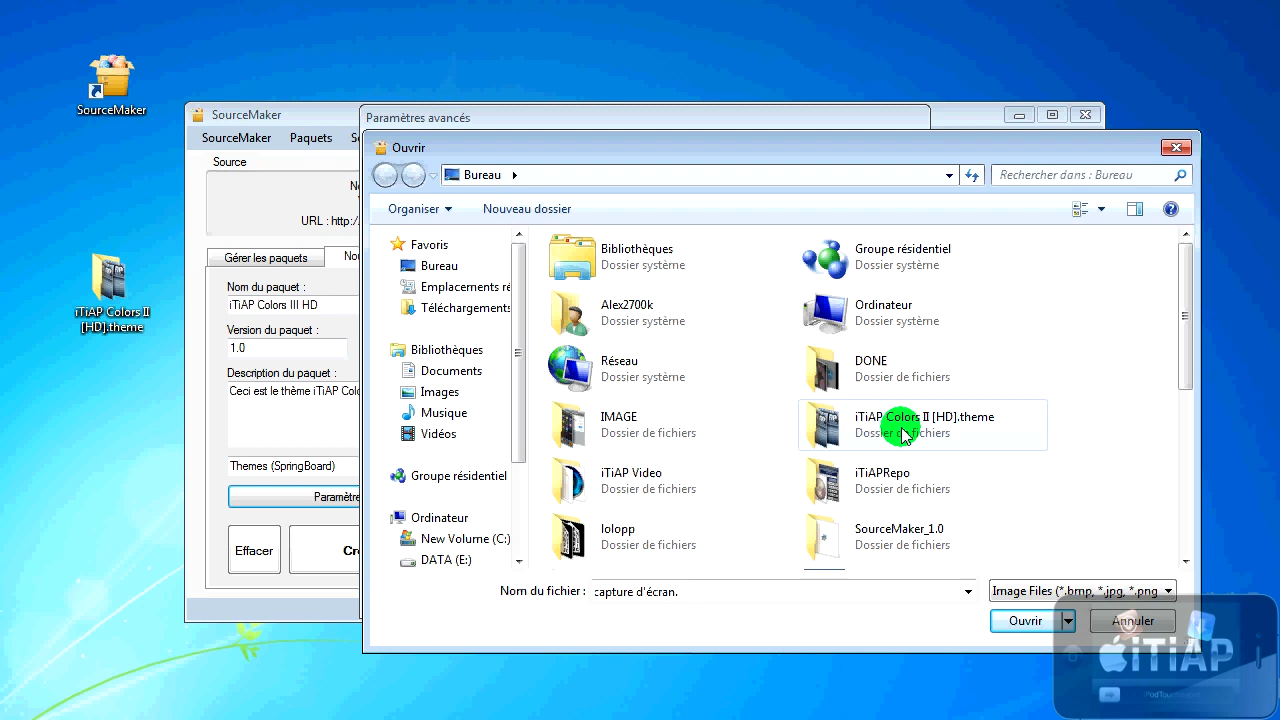 SourceMaker
iTiAP Colors II
[HD].theme
SourceMaker
SourceMaker
Paquets
Source
URL : http:/
Gérer les paquets
Nom du paquet :
iTiAP Colors III HD
Version du paquet :
1.0
Description du paquet :
Ceci est le thème iTiAP Colo
Themes (SpringBoard)
Paramètre
Effacer
Paramètres avancés
Ouvrir
Bureau
Rechercher dans : Bureau
Organiser
Nouveau dossier
Favoris
Bureau
Emplacements ré
Téléchargements
Bibliothèques
Documents
Images
Musique
Vidéos
Groupe résidentiel
Ordinateur
New Volume (C:)
DATA (E:)
Bibliothèques
Dossier système
Groupe résidentiel
Dossier système
Alex2700k
Dossier système
Ordinateur
Dossier système
Réseau
Dossier système
DONE
Dossier de fichiers
IMAGE
Dossier de fichiers
iTiAP Colors II [HD].theme
Dossier de fichiers
iTiAP Video
Dossier de fichiers
iTiAPRepo
Dossier de fichiers
lolopp
Dossier de fichiers
SourceMaker_1.0
Dossier de fichiers
Nom du fichier :
capture d'écran.
Image Files (*.bmp, *.jpg, *.png
Ouvrir
Annuler
iTiAP